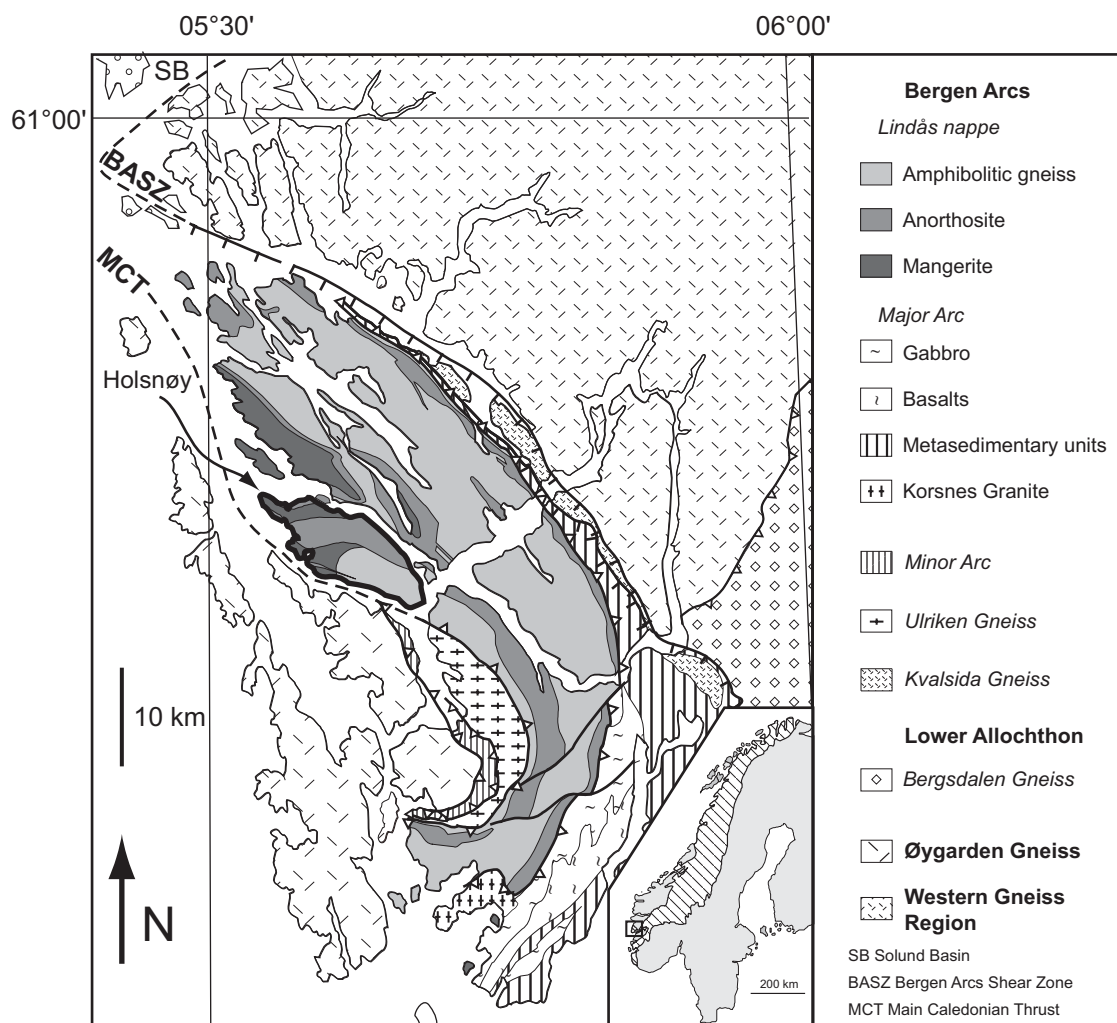 05°30'
06°00'
61°00'
SB
BASZ
MCT
Holsnøy
10 km
N
200 km
Bergen Arcs
Lindås nappe
Amphibolitic gneiss
Anorthosite
Mangerite
Major Arc
Gabbro
Basalts
Metasedimentary units
Korsnes Granite
Minor Arc
Ulriken Gneiss
Kvalsida Gneiss
Lower Allochthon
Bergsdalen Gneiss
Øygarden Gneiss
Western Gneiss
Region
SB Solund Basin
BASZ Bergen Arcs Shear Zone
MCT Main Caledonian Thrust